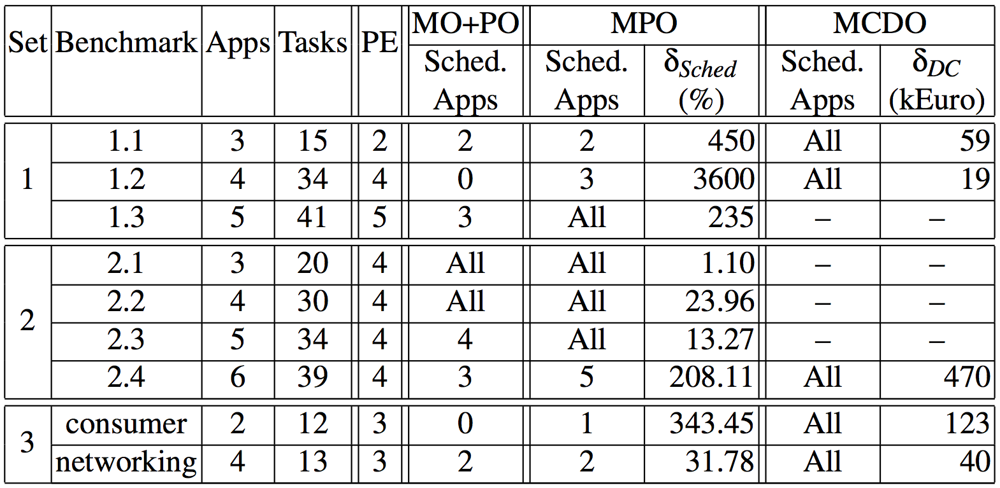 Set Benchmark Apps Tasks PE MO+PO MPO MCDO
Sched. Apps Sched. Apps δSched (%) Sched. Apps δDC (kEuro)
1 1.1 3 15 2 2 2 450 All 59
1.2 4 34 4 0 3 3600 All 19
1.3 5 41 5 3 All 235 – –
2 2.1 3 20 4 All All 1.10 – –
2.2 4 30 4 All All 23.96 – –
2.3 5 34 4 4 All 13.27 – –
2.4 6 39 4 3 5 208.11 All 470
3 consumer 2 12 3 0 1 343.45 All 123
networking 4 13 3 2 2 31.78 All 40